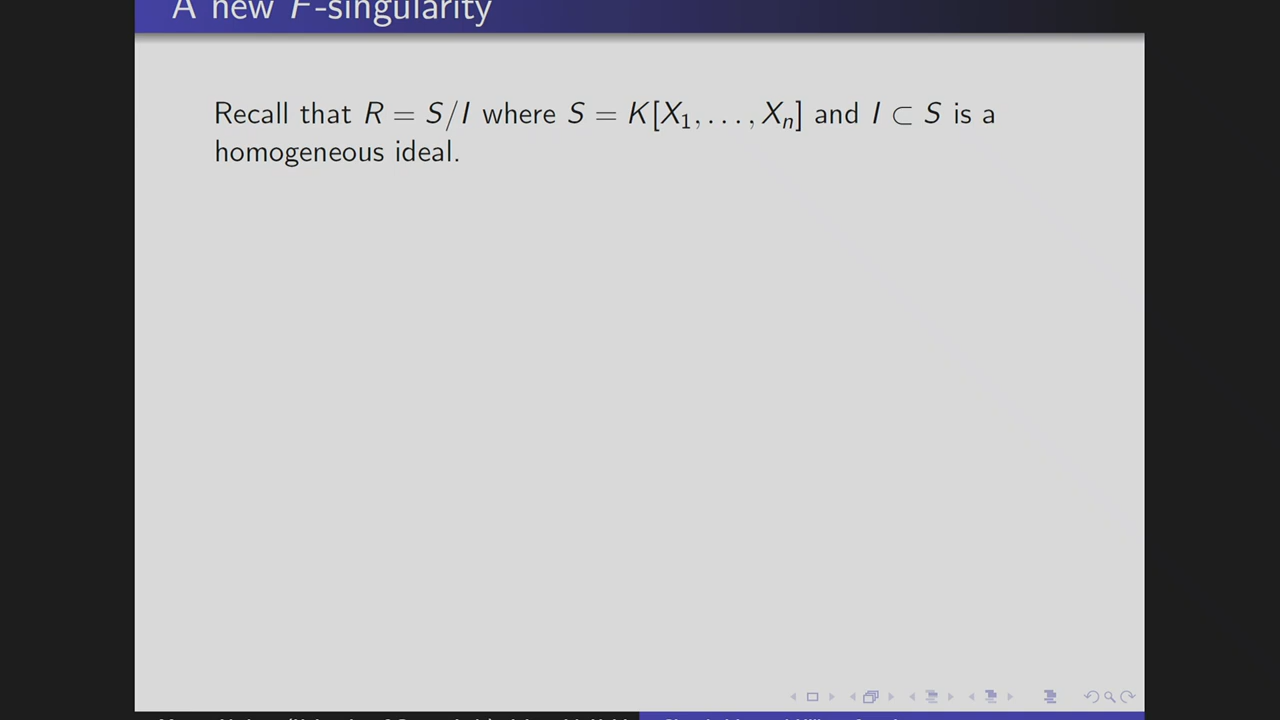 A new F-singularity
Recall that R = S/I where S = K[X₁, . . . , Xₙ] and I ⊂ S is a
homogeneous ideal.